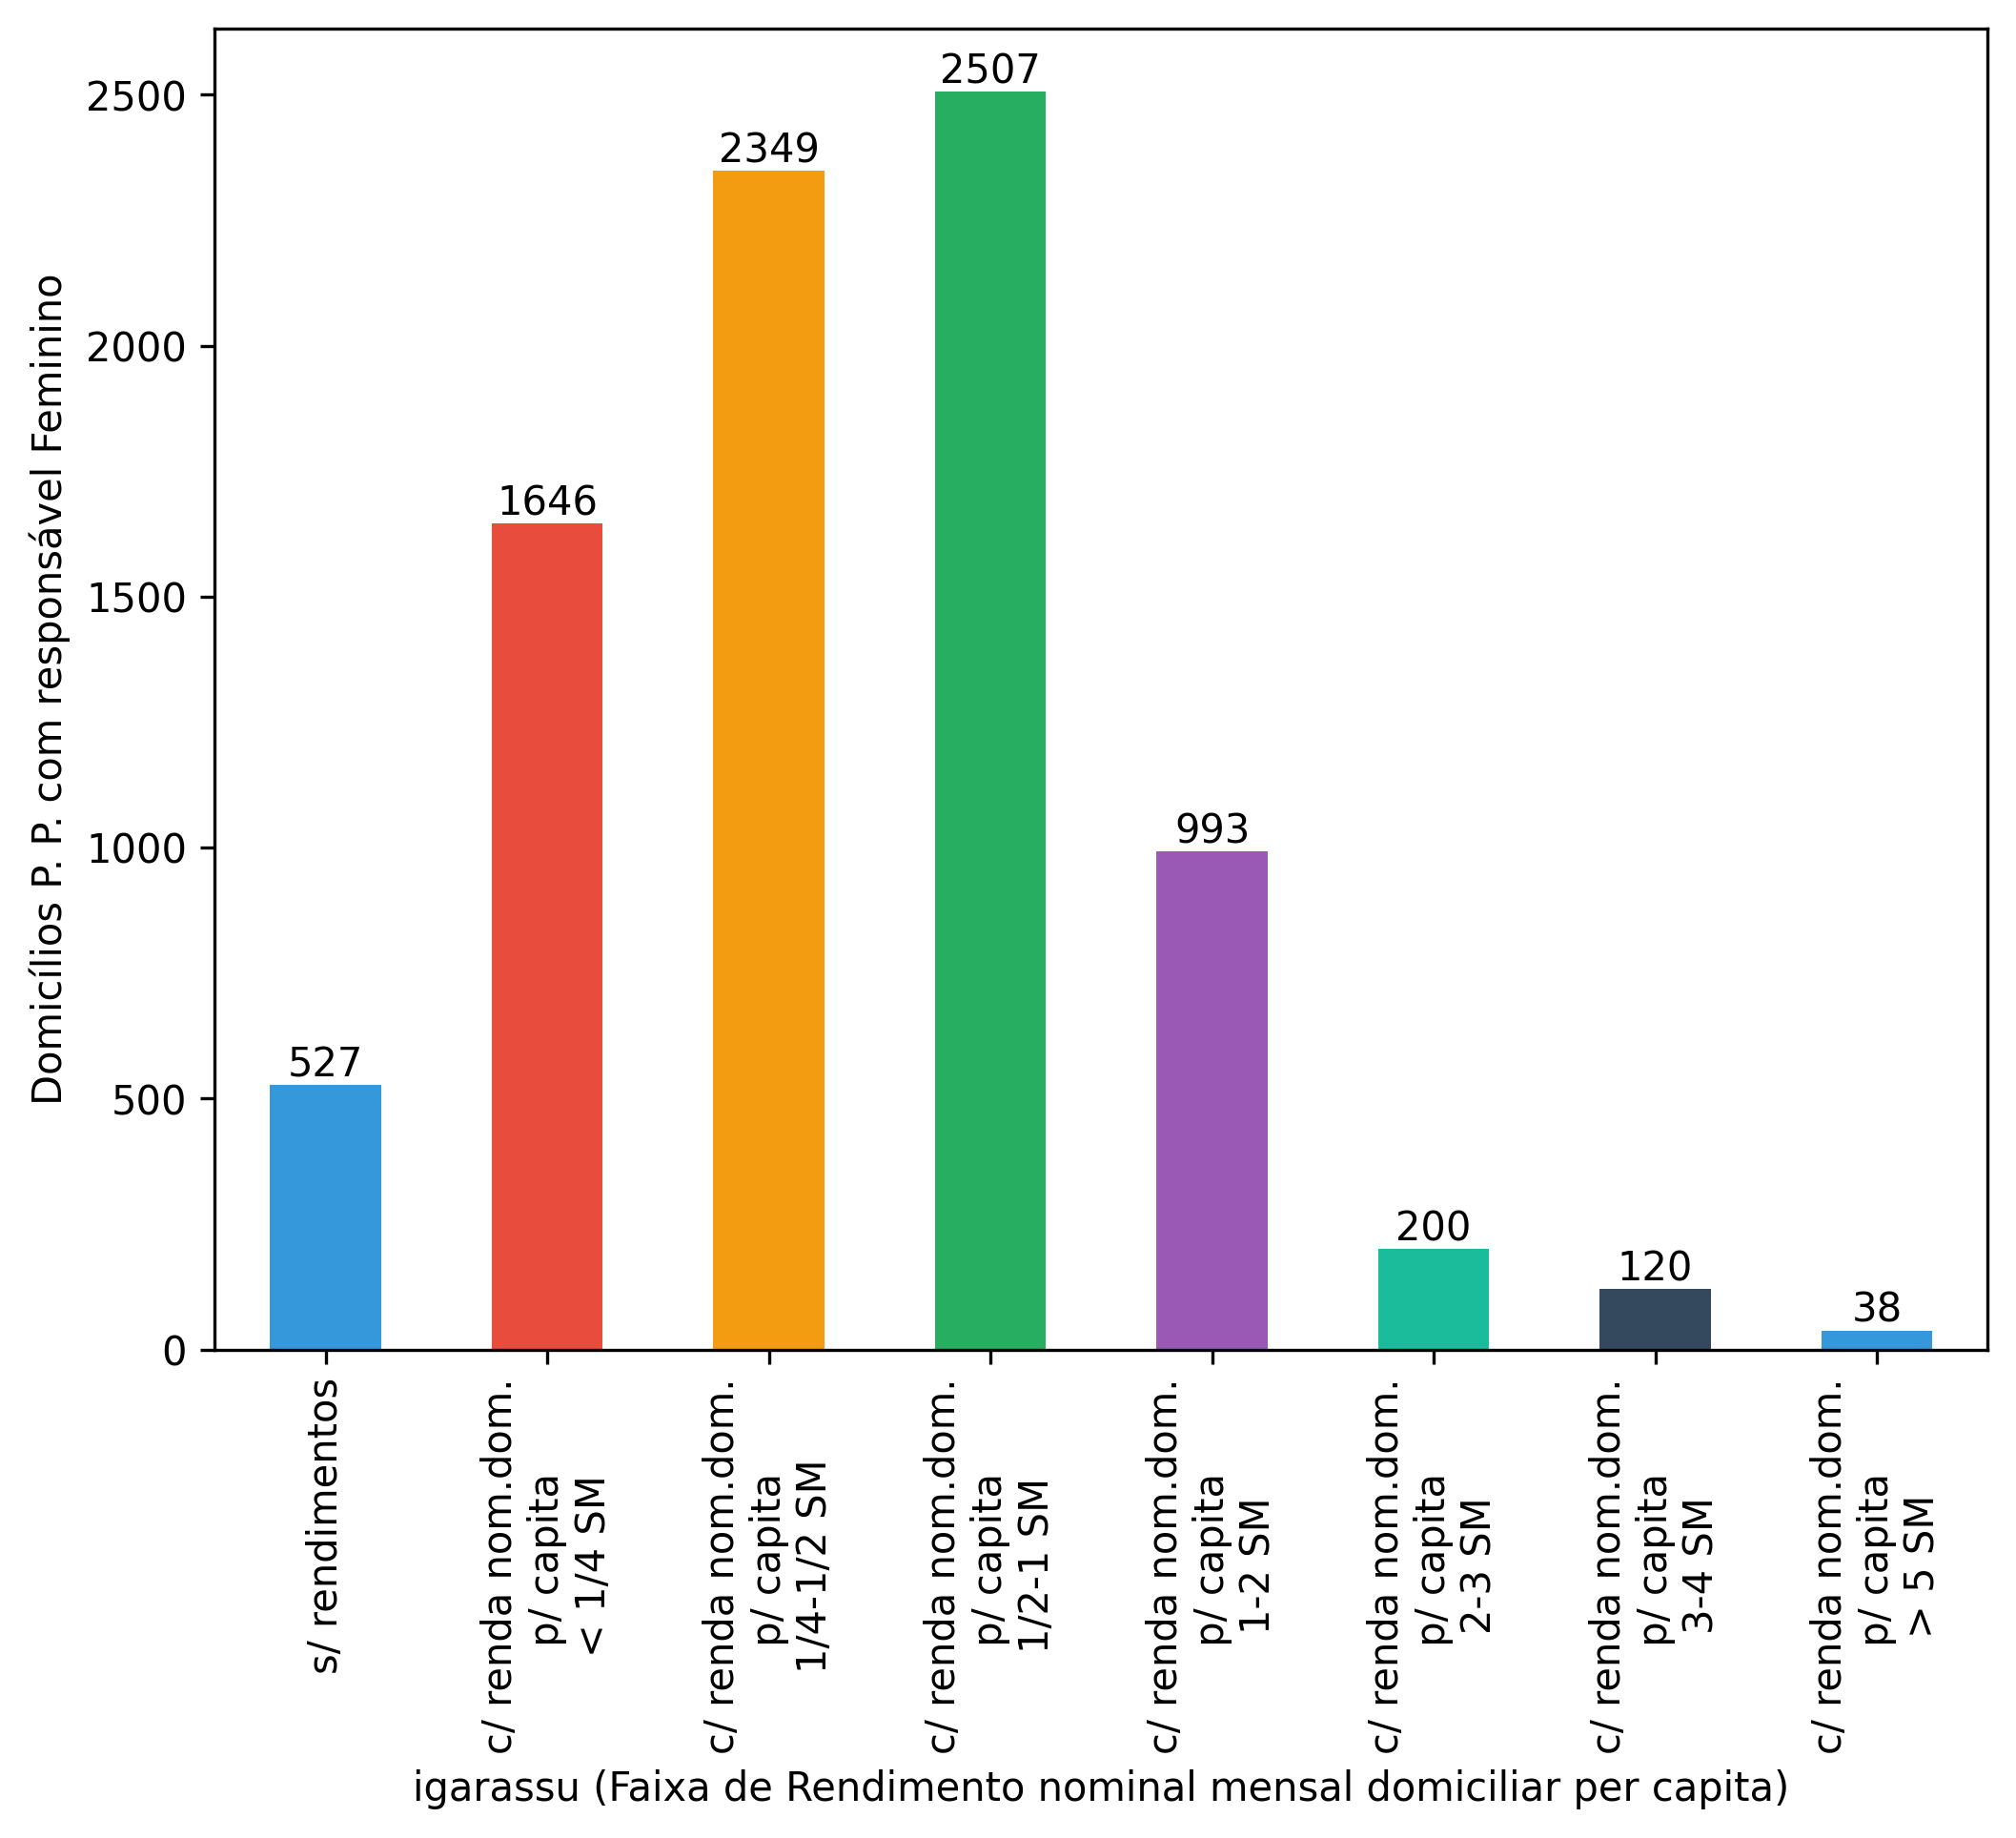 Domicílios P. P. com responsável Feminino
2500
2000
1500
1000
500
0
527
1646
2349
2507
993
200
120
38
s/ rendimentos
c/ renda nom.dom.
p/ capita
< 1/4 SM
c/ renda nom.dom.
p/ capita
1/4-1/2 SM
c/ renda nom.dom.
p/ capita
1/2-1 SM
c/ renda nom.dom.
p/ capita
1-2 SM
c/ renda nom.dom.
p/ capita
2-3 SM
c/ renda nom.dom.
p/ capita
3-4 SM
c/ renda nom.dom.
p/ capita
> 5 SM
igarassu (Faixa de Rendimento nominal mensal domiciliar per capita)